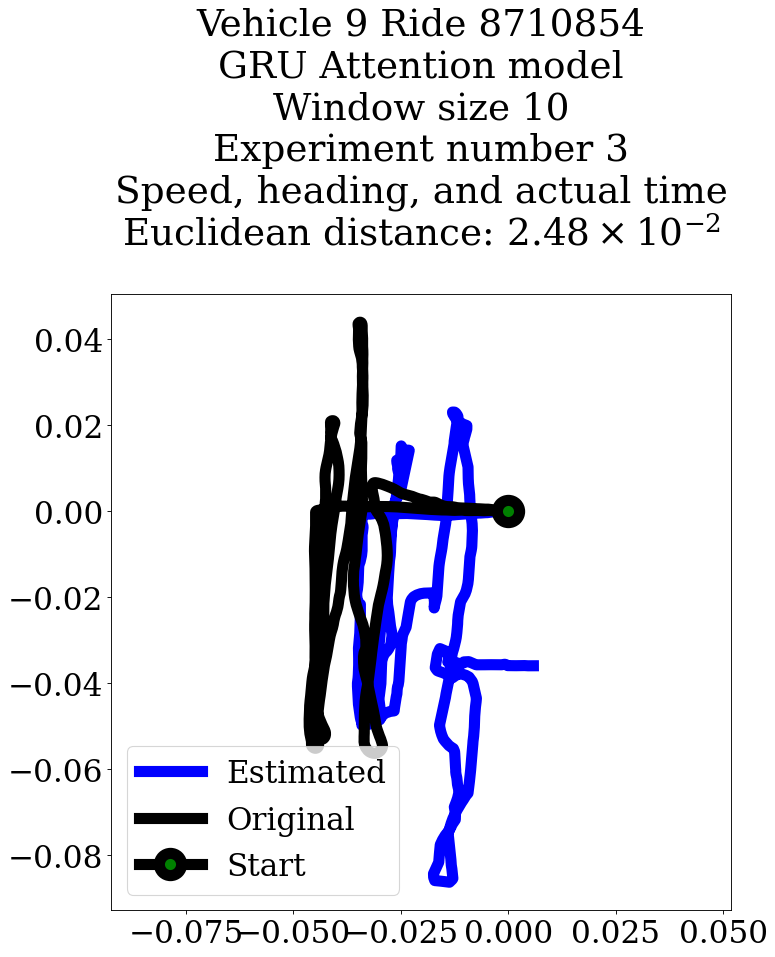 Vehicle 9 Ride 8710854
GRU Attention model
Window size 10
Experiment number 3
Speed, heading, and actual time
Euclidean distance: 2.48 × 10⁻²
0.04
0.02
0.00
−0.02
−0.04
−0.06
−0.08
Estimated
Original
Start
−0.075 −0.050 −0.025 0.000 0.025 0.050